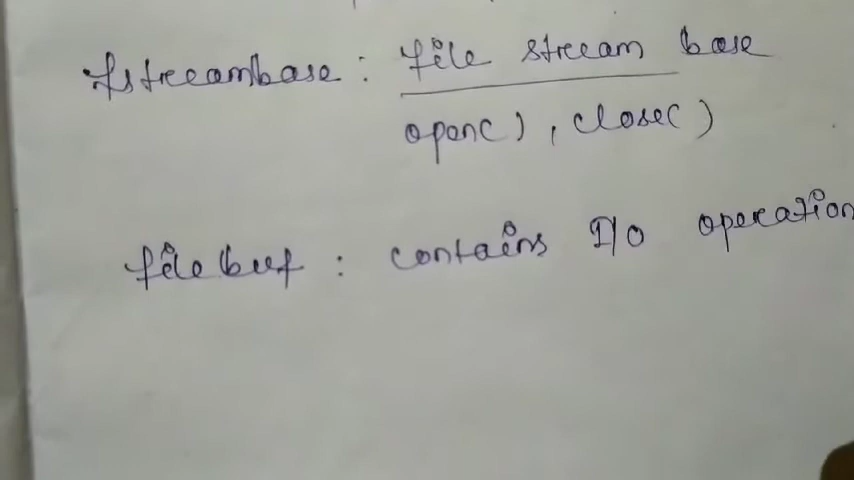 fstreambase : file stream base
open( ) , close( )
filebuf : contains I/O operation